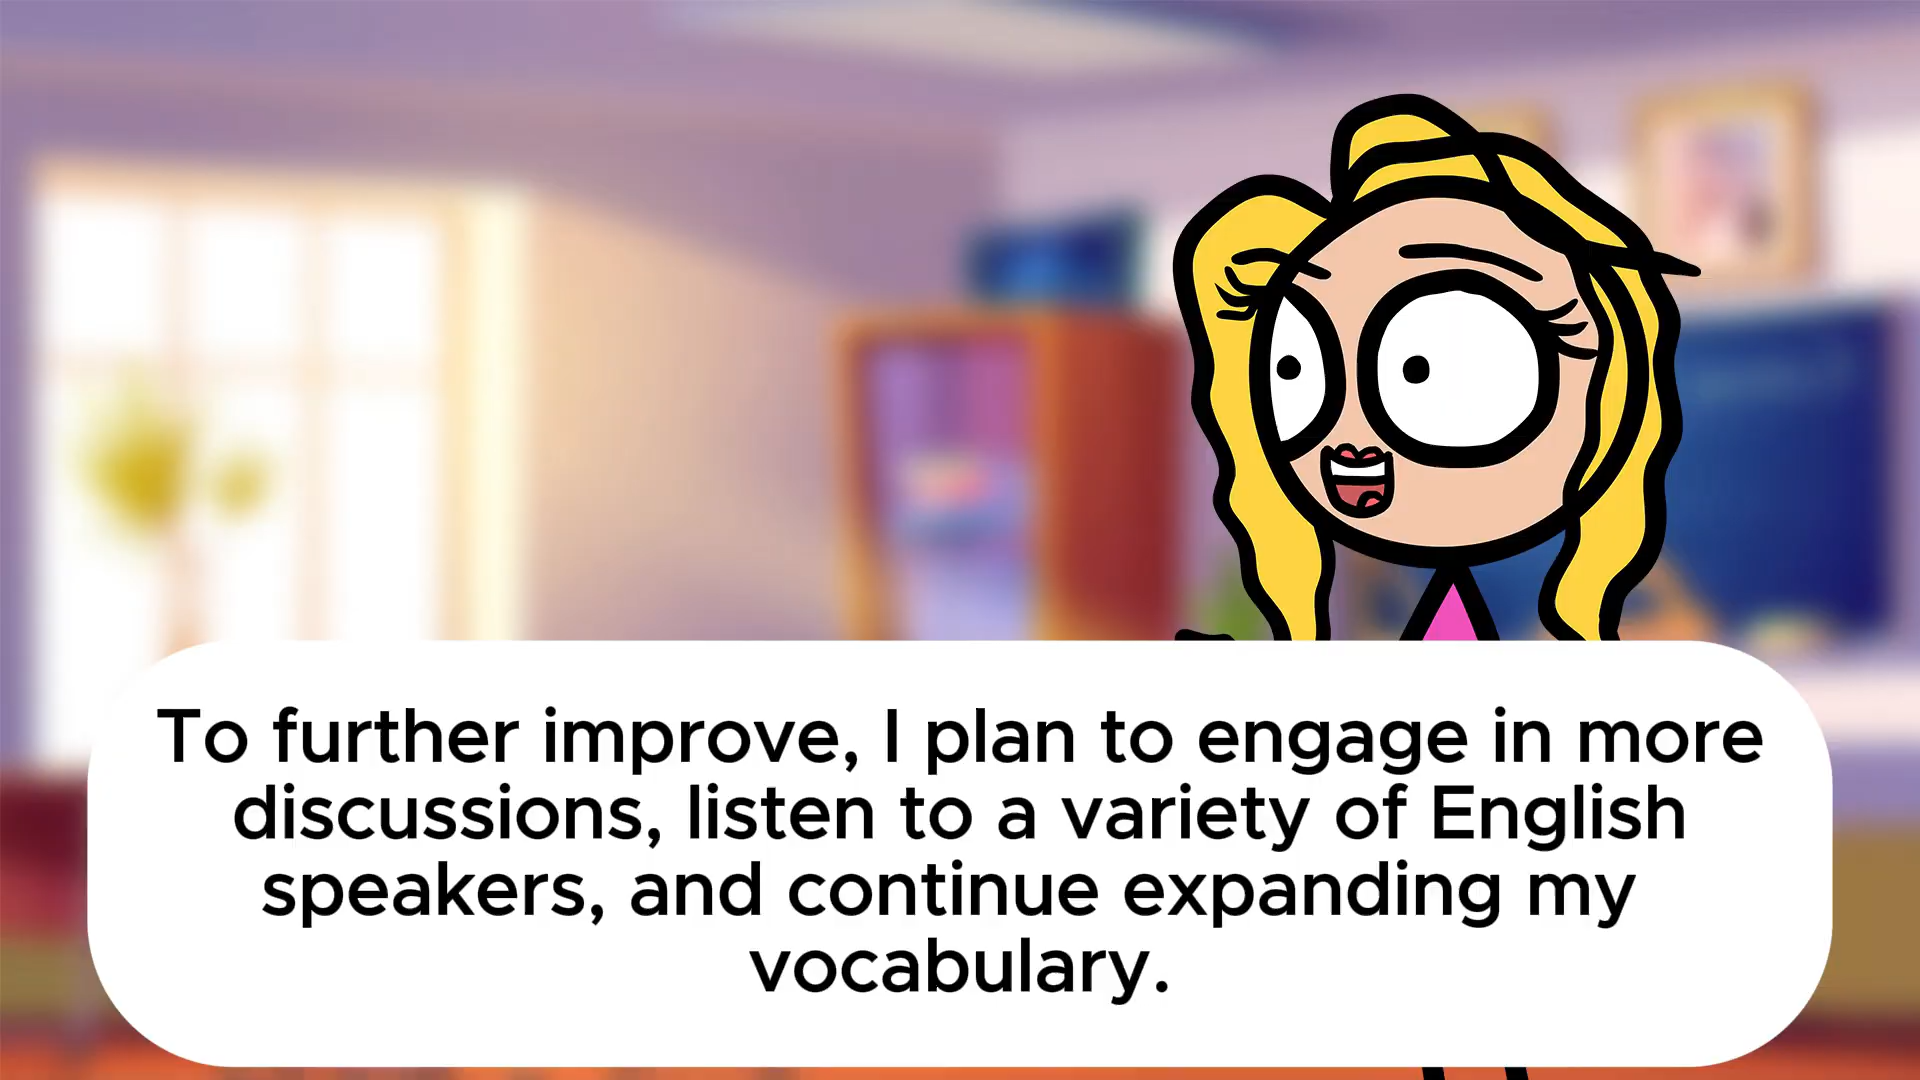 To further improve, I plan to engage in more
discussions, listen to a variety of English
speakers, and continue expanding my
vocabulary.